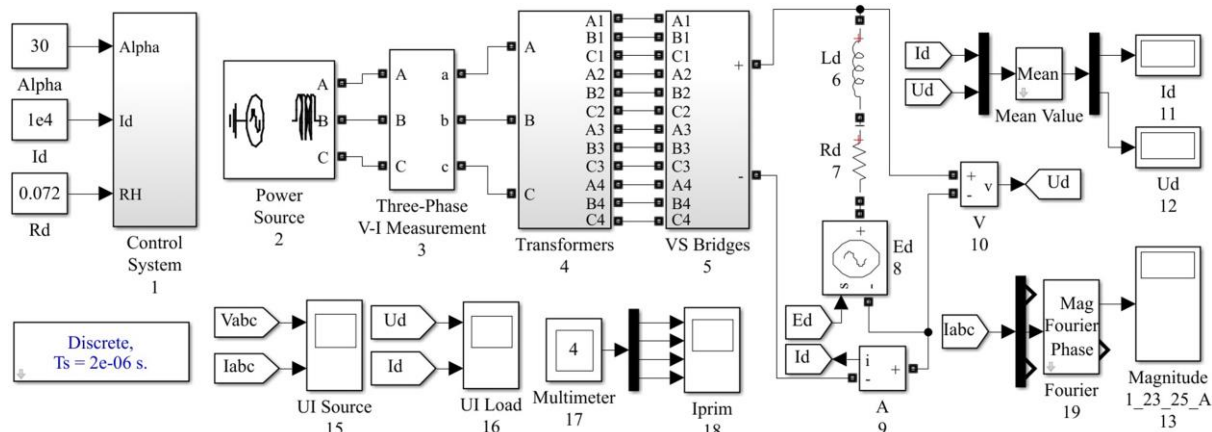 30
Alpha
1e4
Id
0.072
Rd
Alpha
Id
RH
Control
System
1
A
B
C
Power
Source
2
A
B
C
a
b
c
Three-Phase
V-I Measurement
3
A
B
C
A1
B1
C1
A2
B2
C2
A3
B3
C3
A4
B4
C4
Transformers
4
A1
B1
C1
A2
B2
C2
A3
B3
C3
A4
B4
C4
+
-
VS Bridges
5
+
Ld
6
+
Rd
7
+
s
-
Ed
8
Id
Ud
Mean
Mean Value
Id
11
Ud
12
+
-
v
V
10
Ud
Discrete,
Ts = 2e-06 s.
Vabc
Iabc
UI Source
15
Ud
Id
UI Load
16
4
Multimeter
17
Iprim
18
Ed
Id
i
-
+
A
9
Iabc
Mag
Fourier
Phase
Fourier
19
Magnitude
1_23_25_A
13